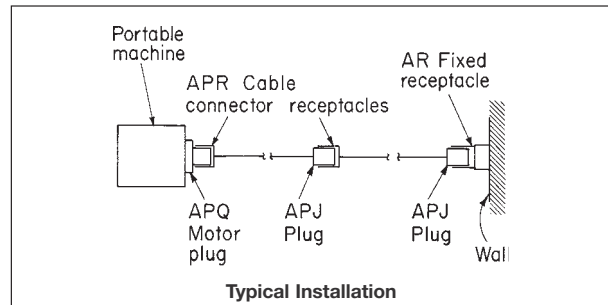 Portable
machine
APR Cable
connector receptacles
AR Fixed
receptacle
APQ
Motor
plug
APJ
Plug
APJ
Plug
Wall
Typical Installation